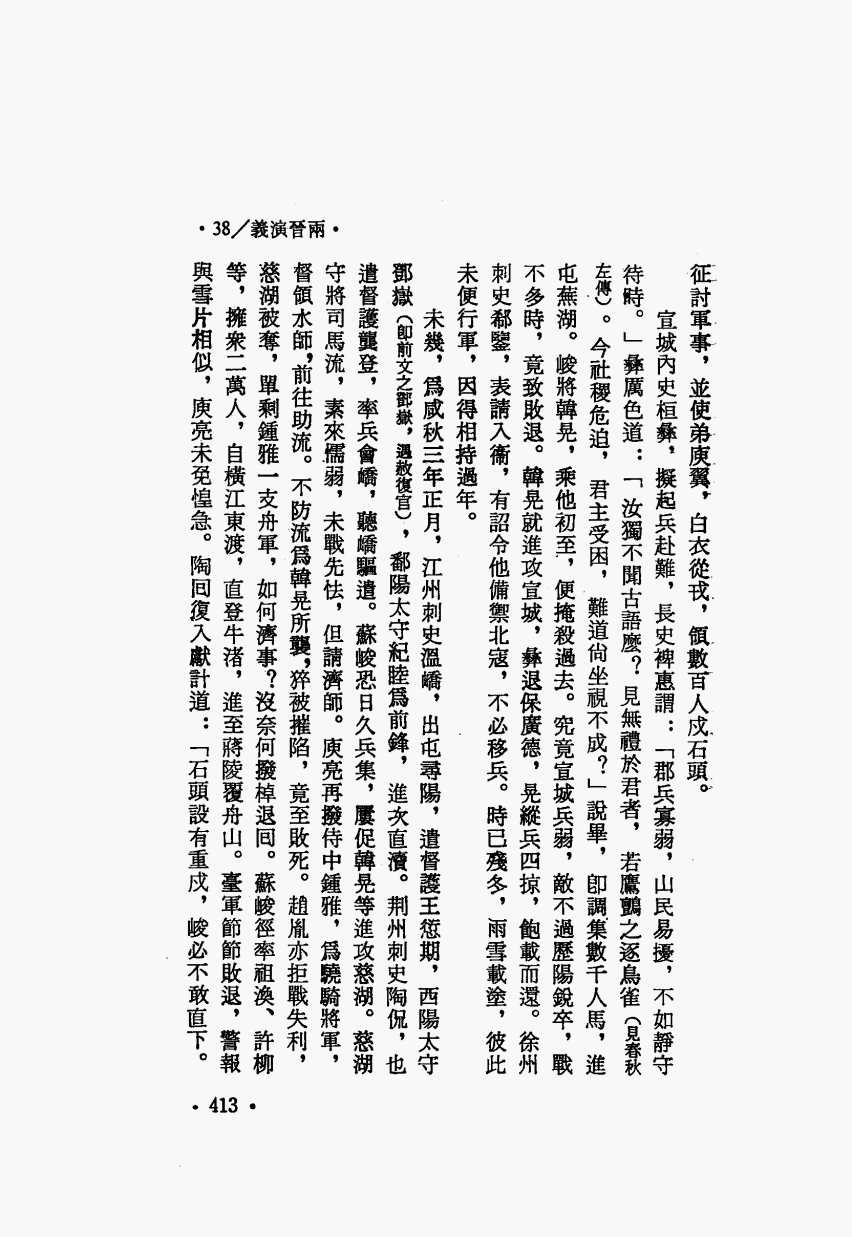 •38/義演晉兩•
征討軍事，並使弟庾翼，白衣從戎，領數百人戍石頭。
宣城內史桓彝，擬起兵赴難，長史裨惠謂：「郡兵寡弱，山民易擾，不如靜守
待時。」彝厲色道：「汝獨不聞古語麼？見無禮於君者，若鷹鸇之逐鳥雀（見春秋
左傳）。今社稷危迫，君主受困，難道尙坐視不成？」說畢，卽調集數千人馬，進
屯蕪湖。峻將韓晃，乘他初至，便掩殺過去。究竟宣城兵弱，敵不過歷陽銳卒，戰
不多時，竟致敗退。韓晃就進攻宣城，彝退保廣德，晃縱兵四掠，飽載而還。徐州
刺史郗鑒，表請入衞，有詔令他備禦北寇，不必移兵。時已殘冬，雨雪載塗，彼此
未便行軍，因得相持過年。
未幾，爲咸秋三年正月，江州刺史溫嶠，出屯尋陽，遣督護王愆期，西陽太守
鄧嶽（卽前文之鄧嶽，遇赦復官），鄱陽太守紀睦爲前鋒，進次直瀆。荆州刺史陶侃，也
遣督護龔登，率兵會嶠，聽嶠驅遣。蘇峻恐日久兵集，屢促韓晃等進攻慈湖。慈湖
守將司馬流，素來懦弱，未戰先怯，但請濟師。庾亮再撥侍中鍾雅，爲驍騎將軍，
督領水師，前往助流。不防流爲韓晃所襲，猝被摧陷，竟至敗死。趙胤亦拒戰失利，
慈湖被奪，單剩鍾雅一支舟軍，如何濟事？沒奈何撥棹退回。蘇峻徑率祖渙、許柳
等，擁衆二萬人，自橫江東渡，直登牛渚，進至蔣陵覆舟山。臺軍節節敗退，警報
與雪片相似，庾亮未免惶急。陶回復入獻計道：「石頭設有重戍，峻必不敢直下。
•413•